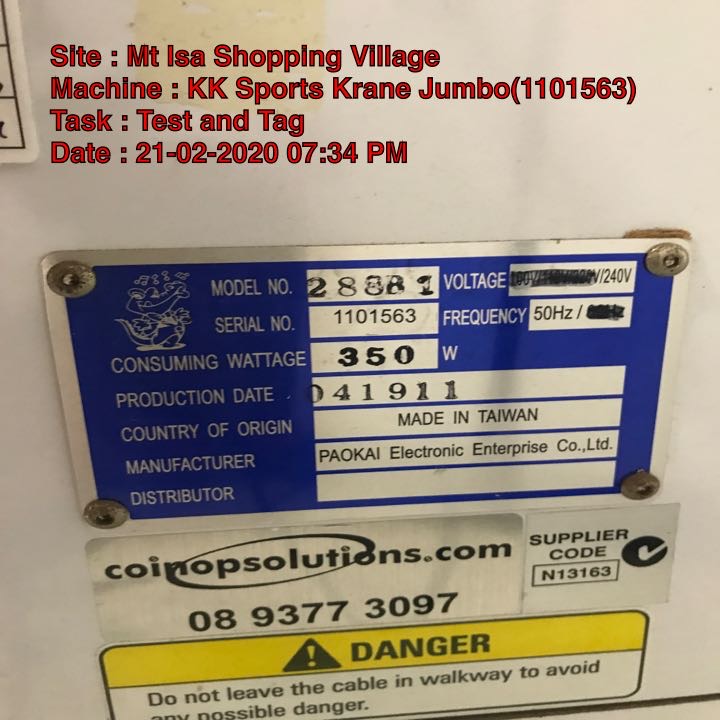 Site : Mt Isa Shopping Village
Machine : KK Sports Krane Jumbo(1101563)
Task : Test and Tag
Date : 21-02-2020 07:34 PM
MODEL NO. 28881 VOLTAGE /240V
SERIAL NO. 1101563 FREQUENCY 50Hz /
CONSUMING WATTAGE 350 W
PRODUCTION DATE 041911
COUNTRY OF ORIGIN MADE IN TAIWAN
MANUFACTURER PAOKAI Electronic Enterprise Co.,Ltd.
DISTRIBUTOR
coinopsolutions.com
08 9377 3097
SUPPLIER
CODE
N13163
DANGER
Do not leave the cable in walkway to avoid
any possible danger.